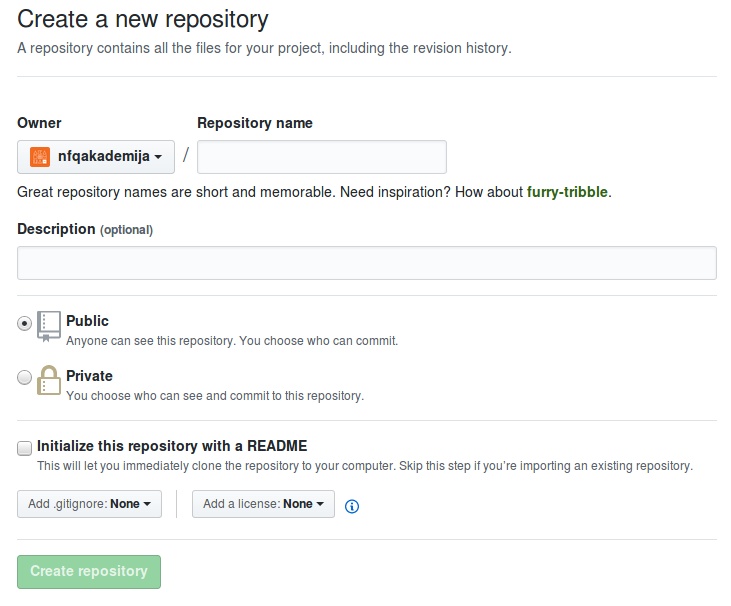 Create a new repository
A repository contains all the files for your project, including the revision history.
Owner
Repository name
nfqakademija
/
Great repository names are short and memorable. Need inspiration? How about furry-tribble.
Description (optional)
Public
Anyone can see this repository. You choose who can commit.
Private
You choose who can see and commit to this repository.
Initialize this repository with a README
This will let you immediately clone the repository to your computer. Skip this step if you’re importing an existing repository.
Add .gitignore: None
Add a license: None
Create repository